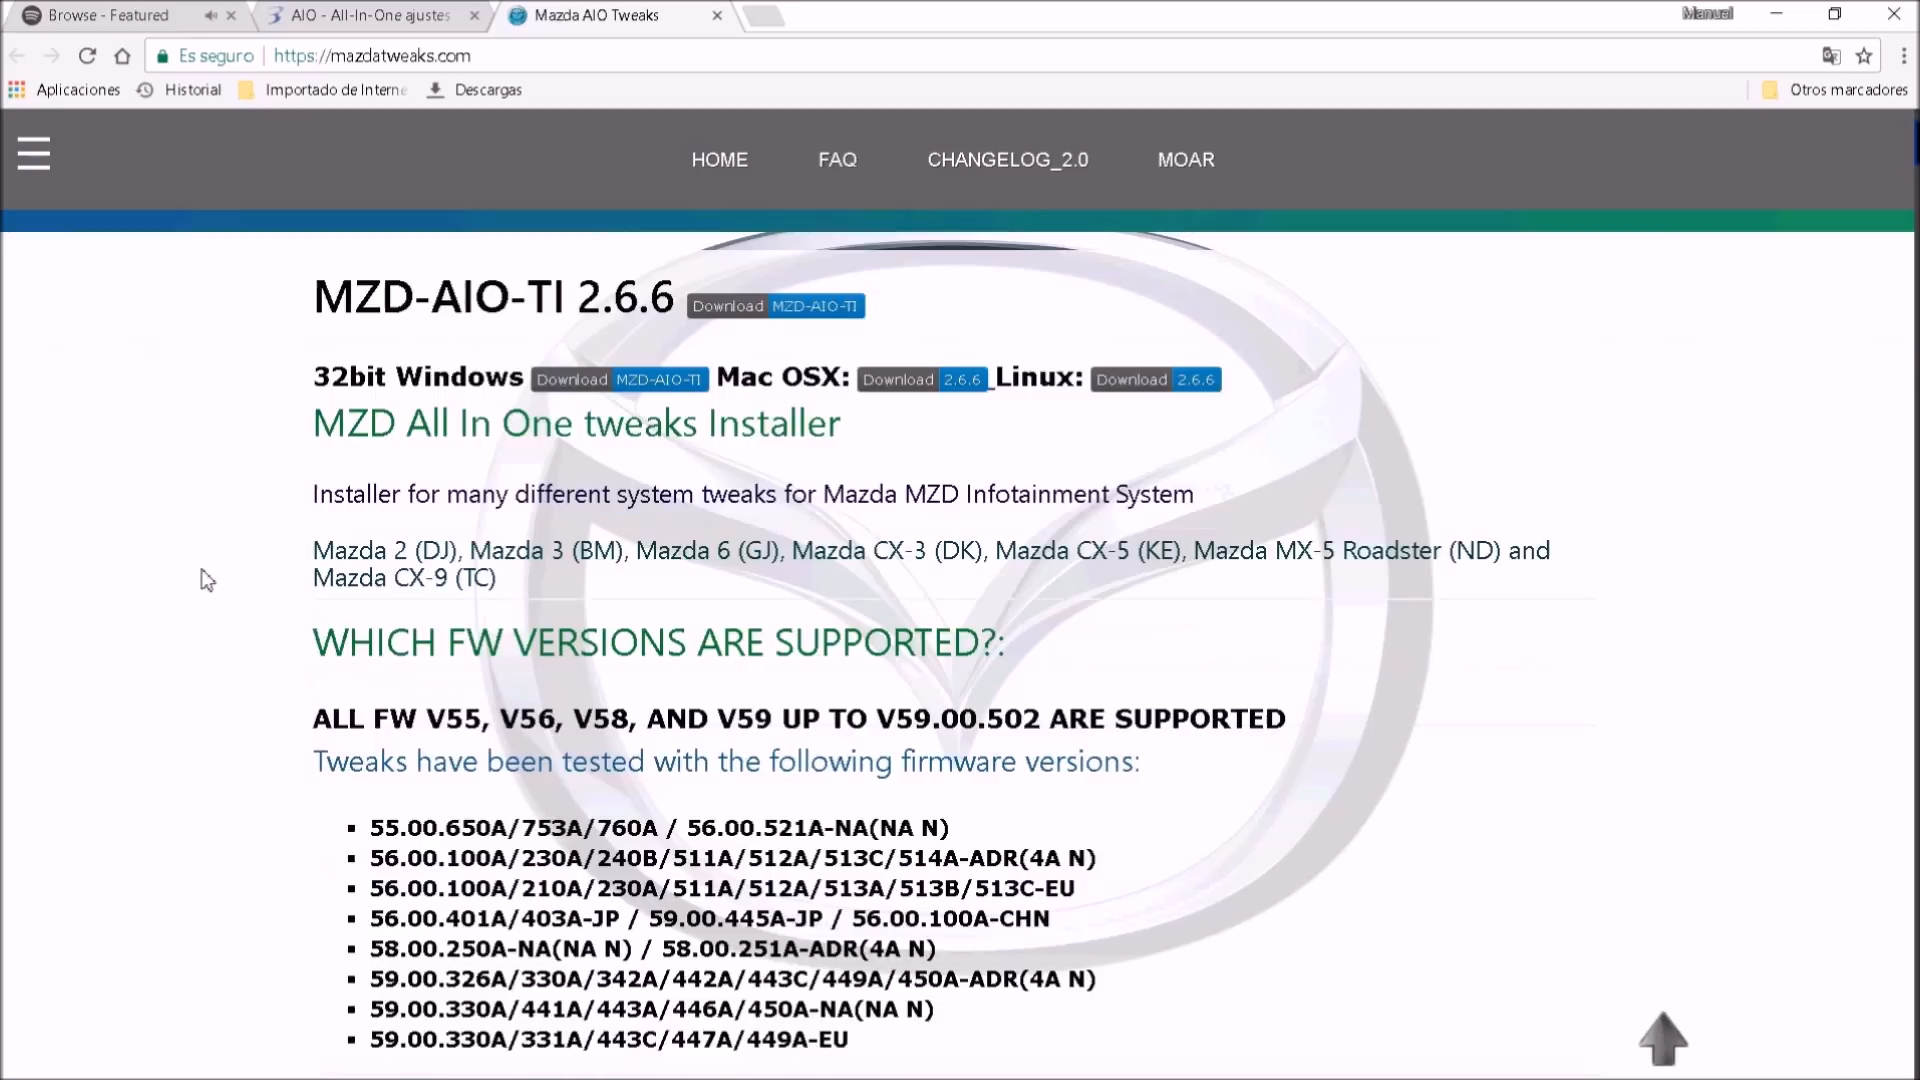 Browse - Featured
AIO - All-In-One ajustes
Mazda AIO Tweaks
Manual
Es seguro
https://mazdatweaks.com
Aplicaciones
Historial
Importado de Interne
Descargas
Otros marcadores
HOME FAQ CHANGELOG_2.0 MOAR
MZD-AIO-TI 2.6.6 Download MZD-AIO-TI
32bit Windows Download MZD-AIO-TI Mac OSX: Download 2.6.6 Linux: Download 2.6.6
MZD All In One tweaks Installer
Installer for many different system tweaks for Mazda MZD Infotainment System
Mazda 2 (DJ), Mazda 3 (BM), Mazda 6 (GJ), Mazda CX-3 (DK), Mazda CX-5 (KE), Mazda MX-5 Roadster (ND) and
Mazda CX-9 (TC)
WHICH FW VERSIONS ARE SUPPORTED?:
ALL FW V55, V56, V58, AND V59 UP TO V59.00.502 ARE SUPPORTED
Tweaks have been tested with the following firmware versions:
▪ 55.00.650A/753A/760A / 56.00.521A-NA(NA N)
▪ 56.00.100A/230A/240B/511A/512A/513C/514A-ADR(4A N)
▪ 56.00.100A/210A/230A/511A/512A/513A/513B/513C-EU
▪ 56.00.401A/403A-JP / 59.00.445A-JP / 56.00.100A-CHN
▪ 58.00.250A-NA(NA N) / 58.00.251A-ADR(4A N)
▪ 59.00.326A/330A/342A/442A/443C/449A/450A-ADR(4A N)
▪ 59.00.330A/441A/443A/446A/450A-NA(NA N)
▪ 59.00.330A/331A/443C/447A/449A-EU